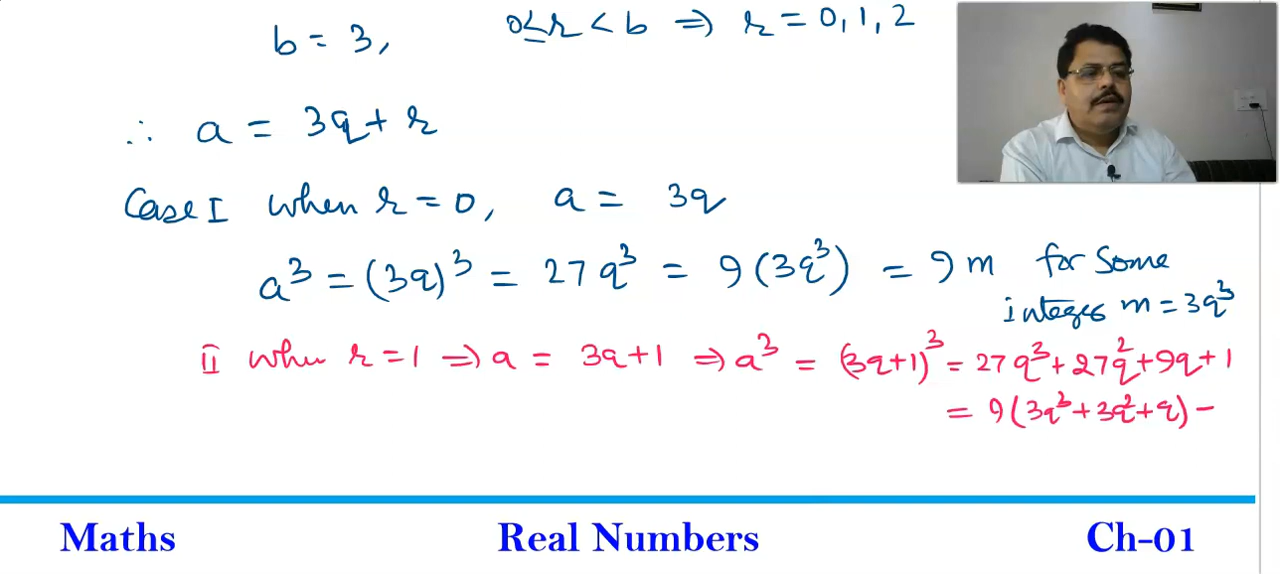 b = 3, 0 ≤ r < b ⇒ r = 0, 1, 2
∴ a = 3q + r
Case I when r = 0, a = 3q
a³ = (3q)³ = 27q³ = 9(3q³) = 9m for some
integer m = 3q³
II when r = 1 ⇒ a = 3q+1 ⇒ a³ = (3q+1)³ = 27q³ + 27q² + 9q + 1
= 9(3q³ + 3q² + q) –
Maths Real Numbers Ch-01